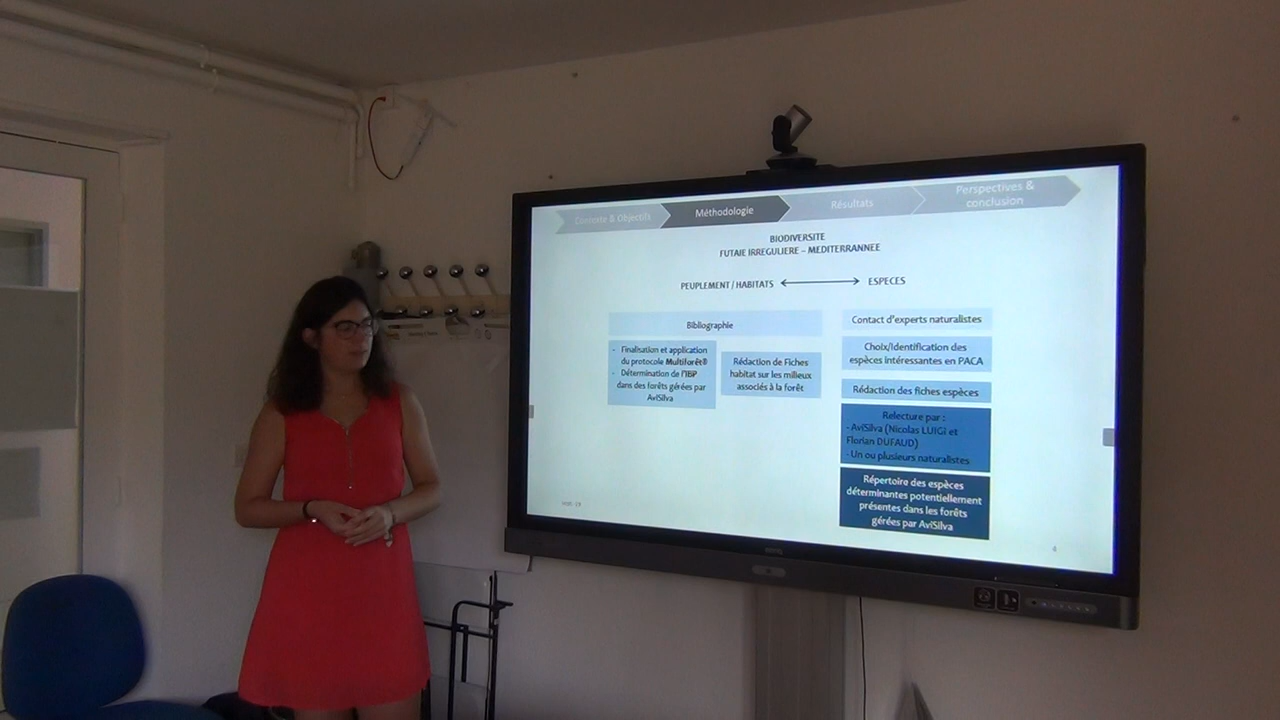 Contexte & Objectifs
Méthodologie
Résultats
Perspectives &
conclusion
BIODIVERSITE
FUTAIE IRREGULIERE – MEDITERRANNEE
PEUPLEMENT / HABITATS
ESPECES
Bibliographie
- Finalisation et application
du protocole Multiforêt®
- Détermination de l'IBP
dans des forêts gérées par
AviSilva
Rédaction de Fiches
habitat sur les milieux
associés à la forêt
Contact d'experts naturalistes
Choix/Identification des
espèces intéressantes en PACA
Rédaction des fiches espèces
Relecture par :
- AviSilva (Nicolas LUIGI et
Florian DUFAUD)
- Un ou plusieurs naturalistes
Répertoire des espèces
déterminantes potentiellement
présentes dans les forêts
gérées par AviSilva
4